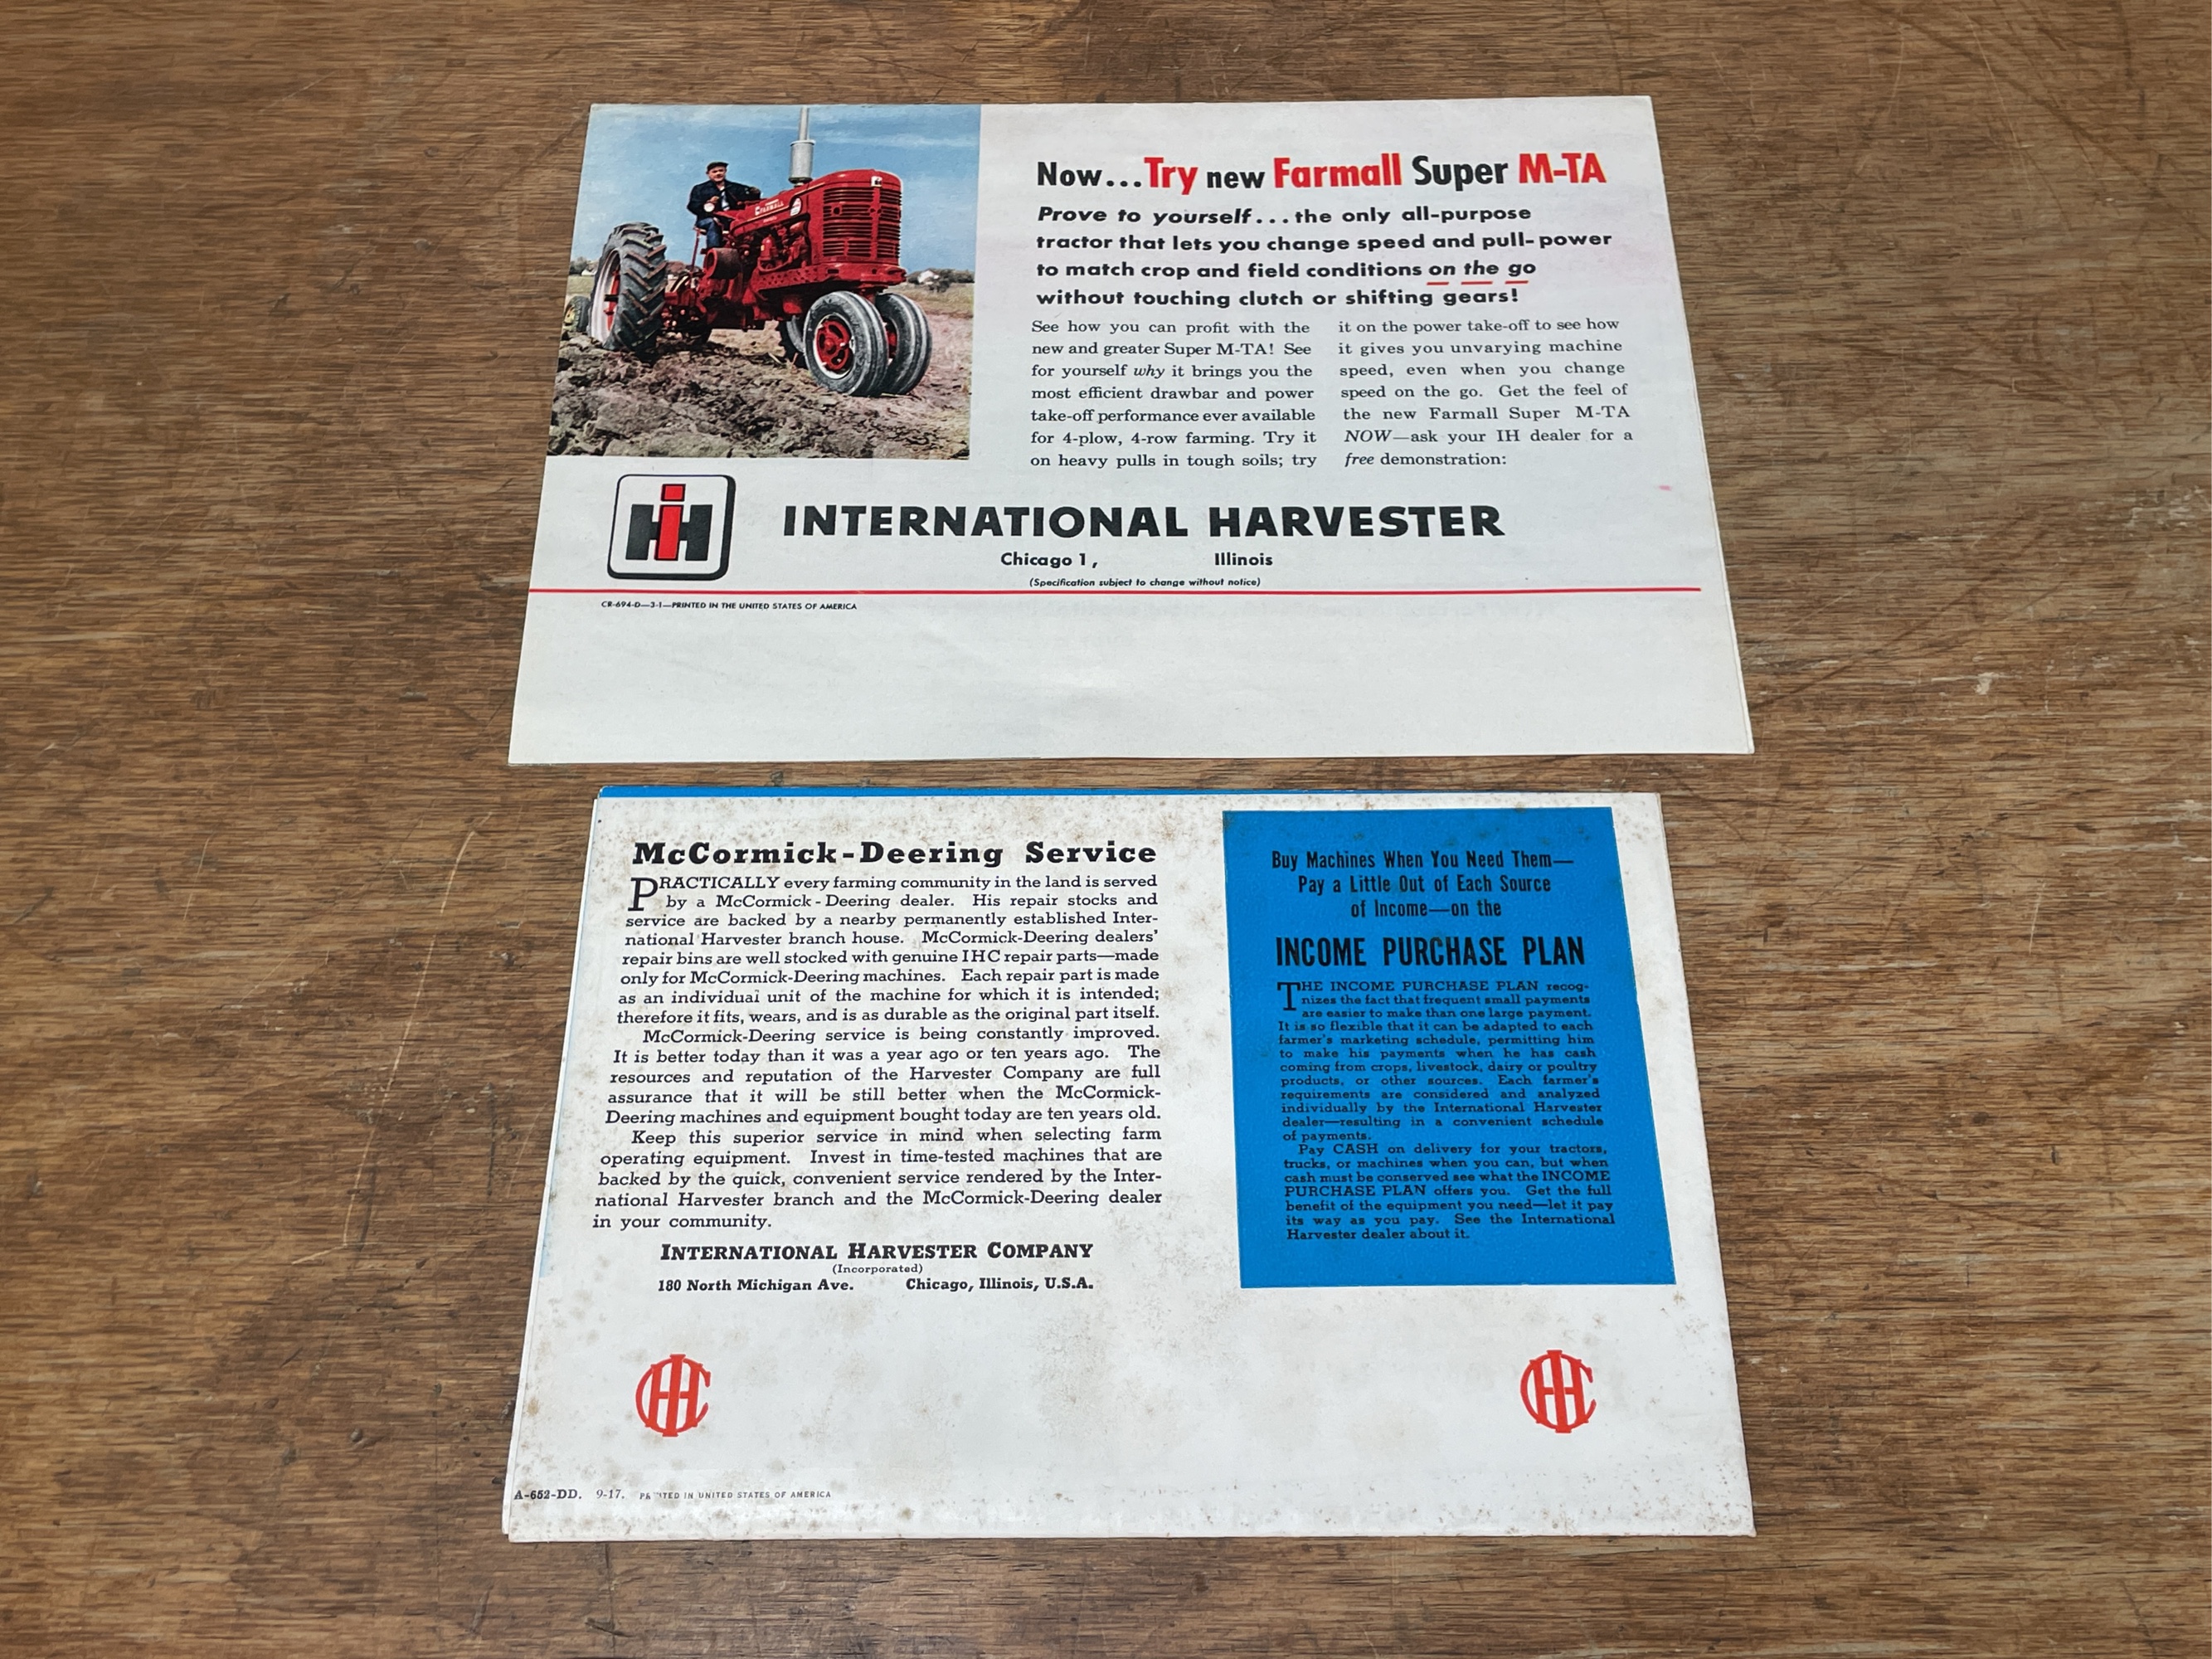 Now...Try new Farmall Super M-TA
Prove to yourself...the only all-purpose
tractor that lets you change speed and pull-power
to match crop and field conditions on the go
without touching clutch or shifting gears!
See how you can profit with the
new and greater Super M-TA! See
for yourself why it brings you the
most efficient drawbar and power
take-off performance ever available
for 4-plow, 4-row farming. Try it
on heavy pulls in tough soils; try
it on the power take-off to see how
it gives you unvarying machine
speed, even when you change
speed on the go. Get the feel of
the new Farmall Super M-TA
NOW—ask your IH dealer for a
free demonstration:
FARMALL
IH
INTERNATIONAL HARVESTER
Chicago 1, Illinois
(Specification subject to change without notice)
CR-694-D—3-1—PRINTED IN THE UNITED STATES OF AMERICA
McCormick-Deering Service
PRACTICALLY every farming community in the land is served
by a McCormick-Deering dealer. His repair stocks and
service are backed by a nearby permanently established Inter-
national Harvester branch house. McCormick-Deering dealers'
repair bins are well stocked with genuine IHC repair parts—made
only for McCormick-Deering machines. Each repair part is made
as an individual unit of the machine for which it is intended;
therefore it fits, wears, and is as durable as the original part itself.
McCormick-Deering service is being constantly improved.
It is better today than it was a year ago or ten years ago. The
resources and reputation of the Harvester Company are full
assurance that it will be still better when the McCormick-
Deering machines and equipment bought today are ten years old.
Keep this superior service in mind when selecting farm
operating equipment. Invest in time-tested machines that are
backed by the quick, convenient service rendered by the Inter-
national Harvester branch and the McCormick-Deering dealer
in your community.
INTERNATIONAL HARVESTER COMPANY
(Incorporated)
180 North Michigan Ave. Chicago, Illinois, U.S.A.
Buy Machines When You Need Them—
Pay a Little Out of Each Source
of Income—on the
INCOME PURCHASE PLAN
THE INCOME PURCHASE PLAN recog-
nizes the fact that frequent small payments
are easier to make than one large payment.
It is so flexible that it can be adapted to each
farmer's marketing schedule, permitting him
to make his payments when he has cash
coming from crops, livestock, dairy or poultry
products, or other sources. Each farmer's
requirements are considered and analyzed
individually by the International Harvester
dealer—resulting in a convenient schedule
of payments.
Pay CASH on delivery for your tractors,
trucks, or machines when you can, but when
cash must be conserved see what the INCOME
PURCHASE PLAN offers you. Get the full
benefit of the equipment you need—let it pay
its way as you pay. See the International
Harvester dealer about it.
IHC
IHC
A-652-DD. 9-17. PRINTED IN UNITED STATES OF AMERICA